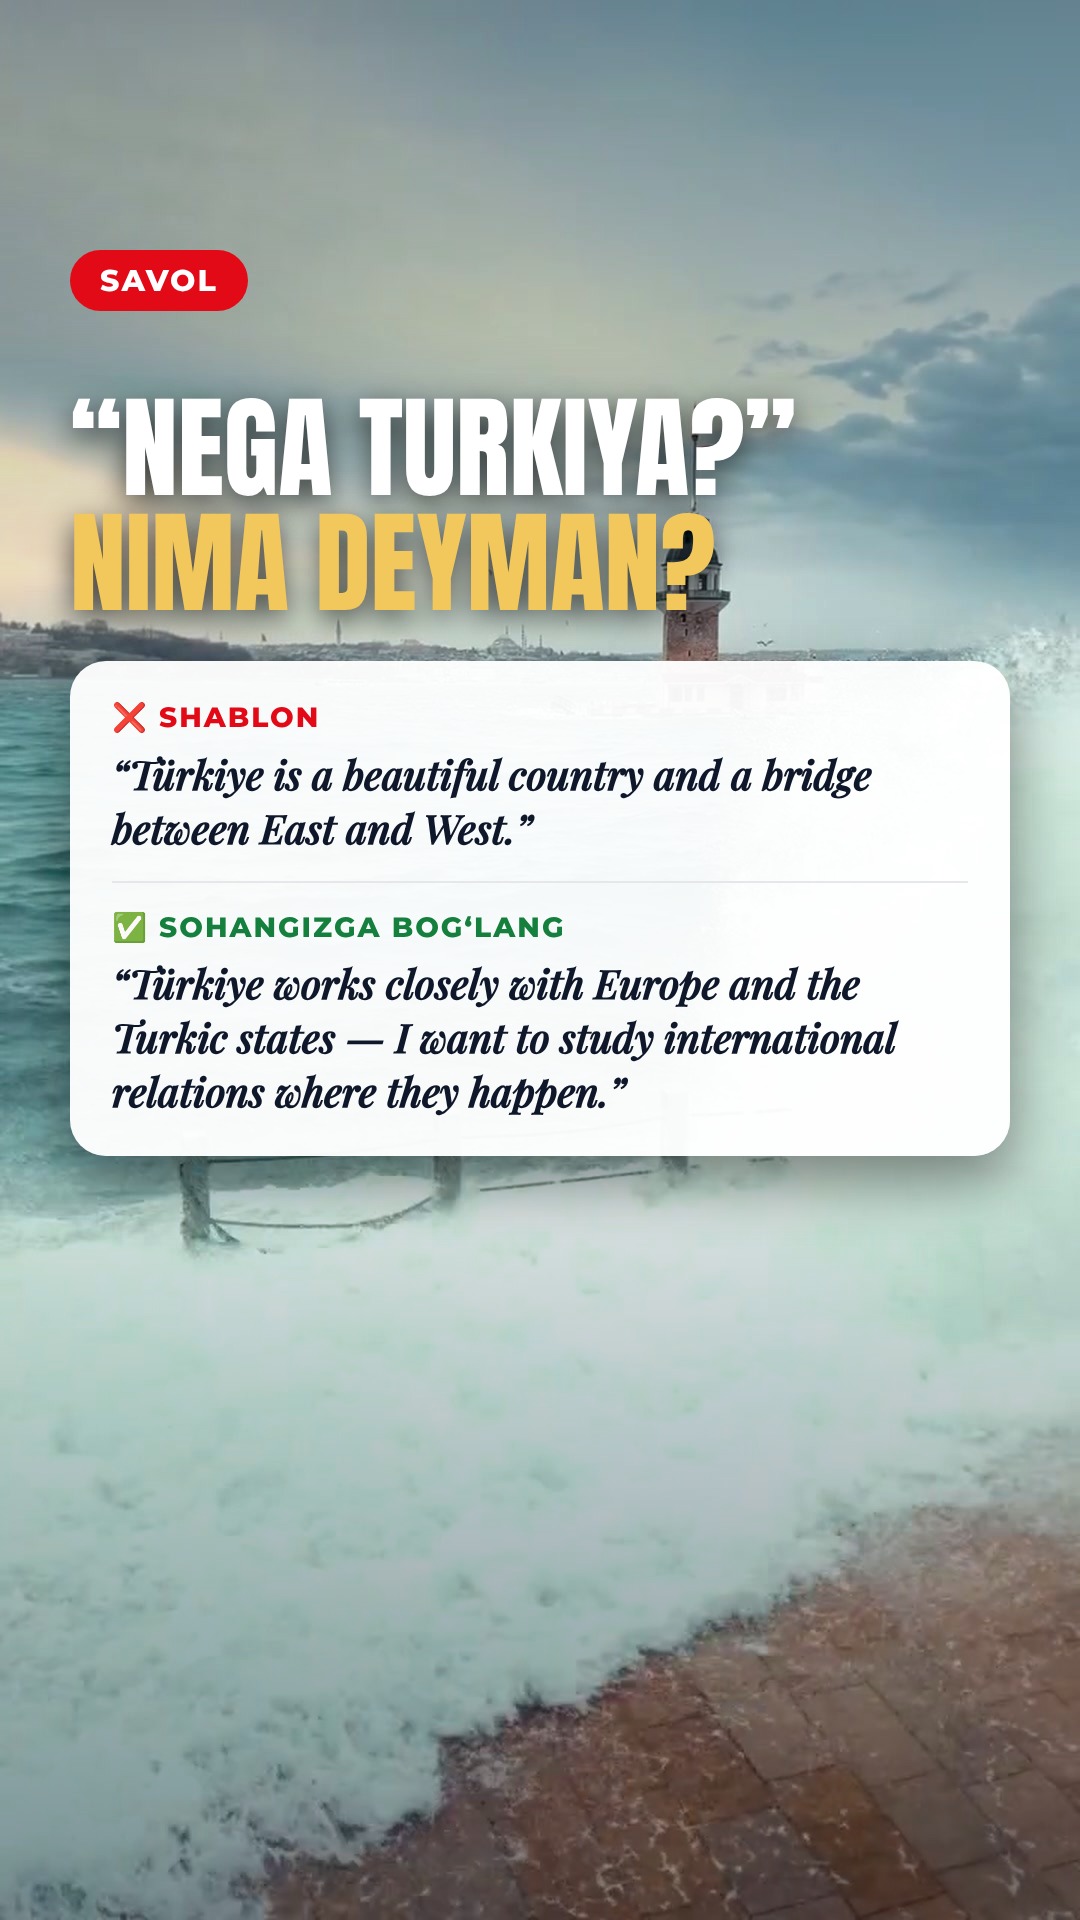 SAVOL
“NEGA TURKIYA?”
NIMA DEYMAN?
❌ SHABLON
“Türkiye is a beautiful country and a bridge
between East and West.”
✅ SOHANGIZGA BOG‘LANG
“Türkiye works closely with Europe and the
Turkic states — I want to study international
relations where they happen.”